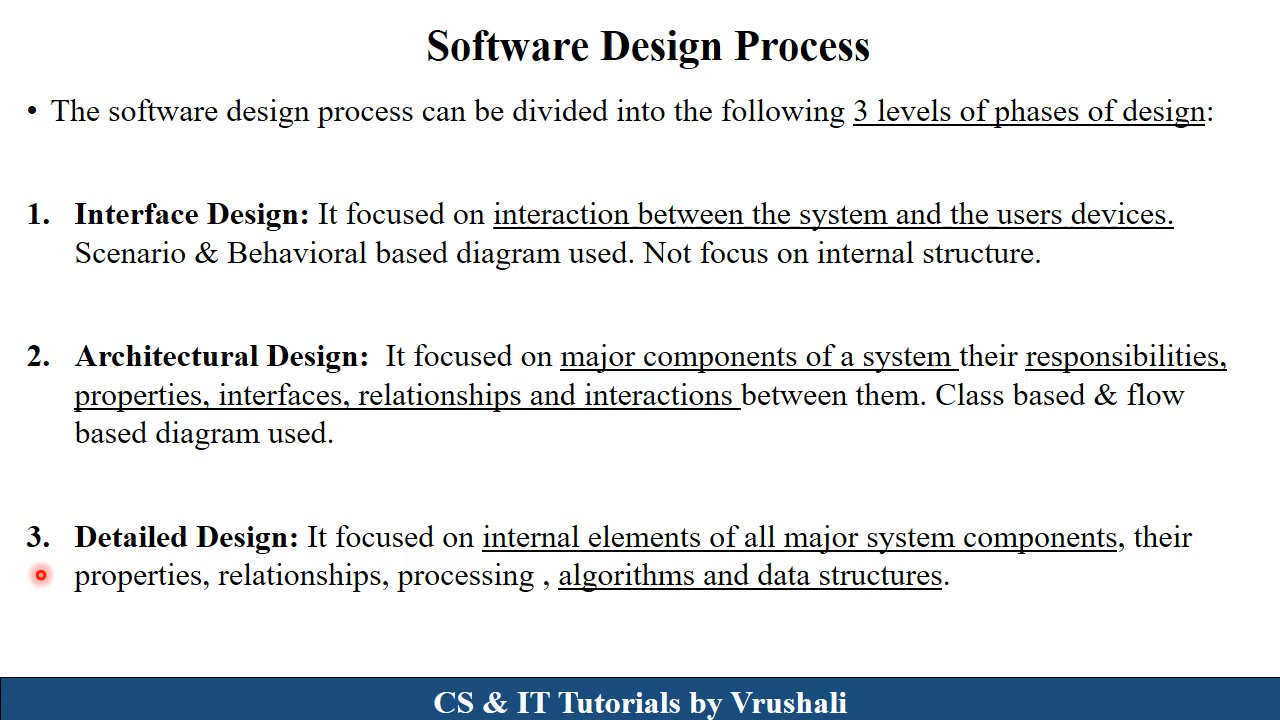 Software Design Process
• The software design process can be divided into the following 3 levels of phases of design:
1. Interface Design: It focused on interaction between the system and the users devices.
Scenario & Behavioral based diagram used. Not focus on internal structure.
2. Architectural Design: It focused on major components of a system their responsibilities,
properties, interfaces, relationships and interactions between them. Class based & flow
based diagram used.
3. Detailed Design: It focused on internal elements of all major system components, their
properties, relationships, processing , algorithms and data structures.
CS & IT Tutorials by Vrushali